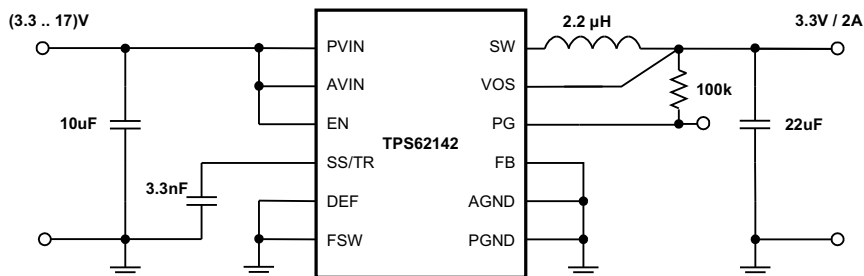 (3.3 .. 17)V
2.2 µH
3.3V / 2A
PVIN
SW
AVIN
VOS
100k
10uF
EN
PG
22uF
TPS62142
SS/TR
FB
3.3nF
DEF
AGND
FSW
PGND